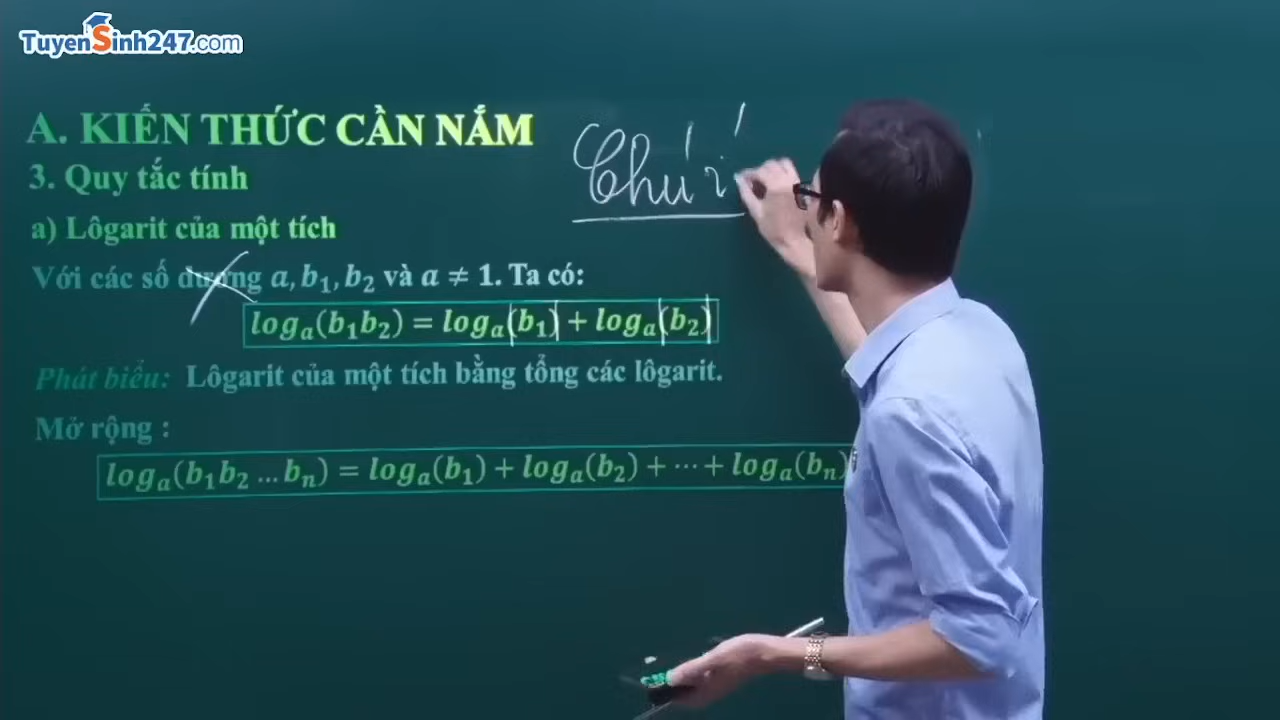 TuyenSinh247.com
A. KIẾN THỨC CẦN NẮM
Chú ý
3. Quy tắc tính
a) Lôgarit của một tích
Với các số dương a, b₁, b₂ và a ≠ 1. Ta có:
logₐ(b₁b₂) = logₐ(b₁) + logₐ(b₂)
Phát biểu: Lôgarit của một tích bằng tổng các lôgarit.
Mở rộng :
logₐ(b₁b₂ ... bₙ) = logₐ(b₁) + logₐ(b₂) + ⋯ + logₐ(bₙ)